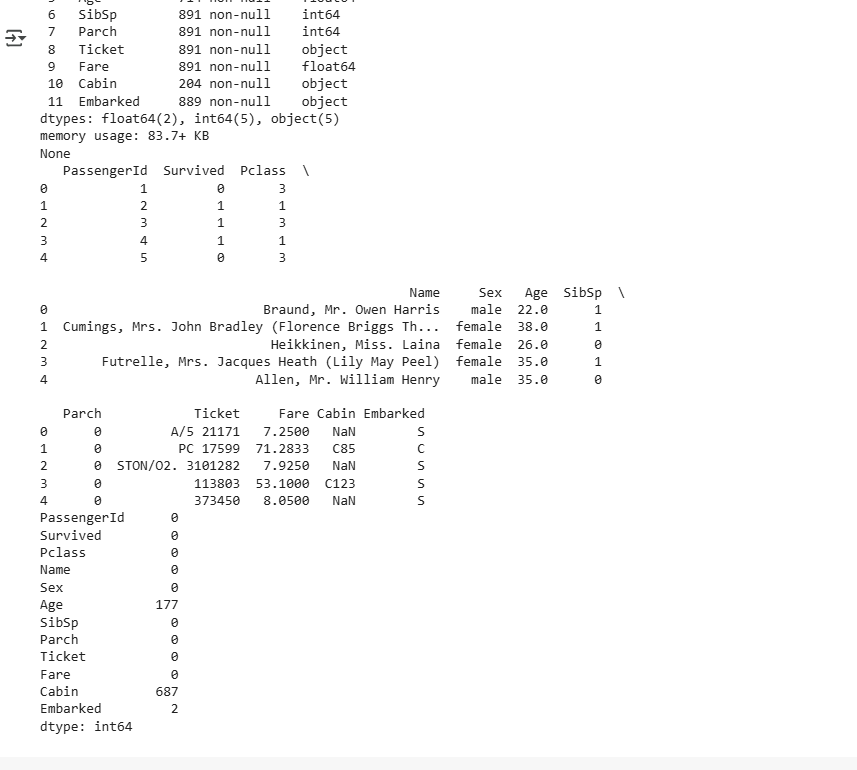 6   SibSp        891 non-null    int64
7   Parch        891 non-null    int64
8   Ticket       891 non-null    object
9   Fare         891 non-null    float64
10  Cabin        204 non-null    object
11  Embarked     889 non-null    object
dtypes: float64(2), int64(5), object(5)
memory usage: 83.7+ KB
None
   PassengerId  Survived  Pclass  \
0            1         0       3
1            2         1       1
2            3         1       3
3            4         1       1
4            5         0       3
                                                Name     Sex   Age  SibSp  \
0                            Braund, Mr. Owen Harris    male  22.0      1
1  Cumings, Mrs. John Bradley (Florence Briggs Th...  female  38.0      1
2                             Heikkinen, Miss. Laina  female  26.0      0
3       Futrelle, Mrs. Jacques Heath (Lily May Peel)  female  35.0      1
4                           Allen, Mr. William Henry    male  35.0      0
   Parch            Ticket     Fare Cabin Embarked
0      0         A/5 21171   7.2500   NaN        S
1      0          PC 17599  71.2833   C85        C
2      0  STON/O2. 3101282   7.9250   NaN        S
3      0            113803  53.1000  C123        S
4      0            373450   8.0500   NaN        S
PassengerId      0
Survived         0
Pclass           0
Name             0
Sex              0
Age            177
SibSp            0
Parch            0
Ticket           0
Fare             0
Cabin          687
Embarked         2
dtype: int64